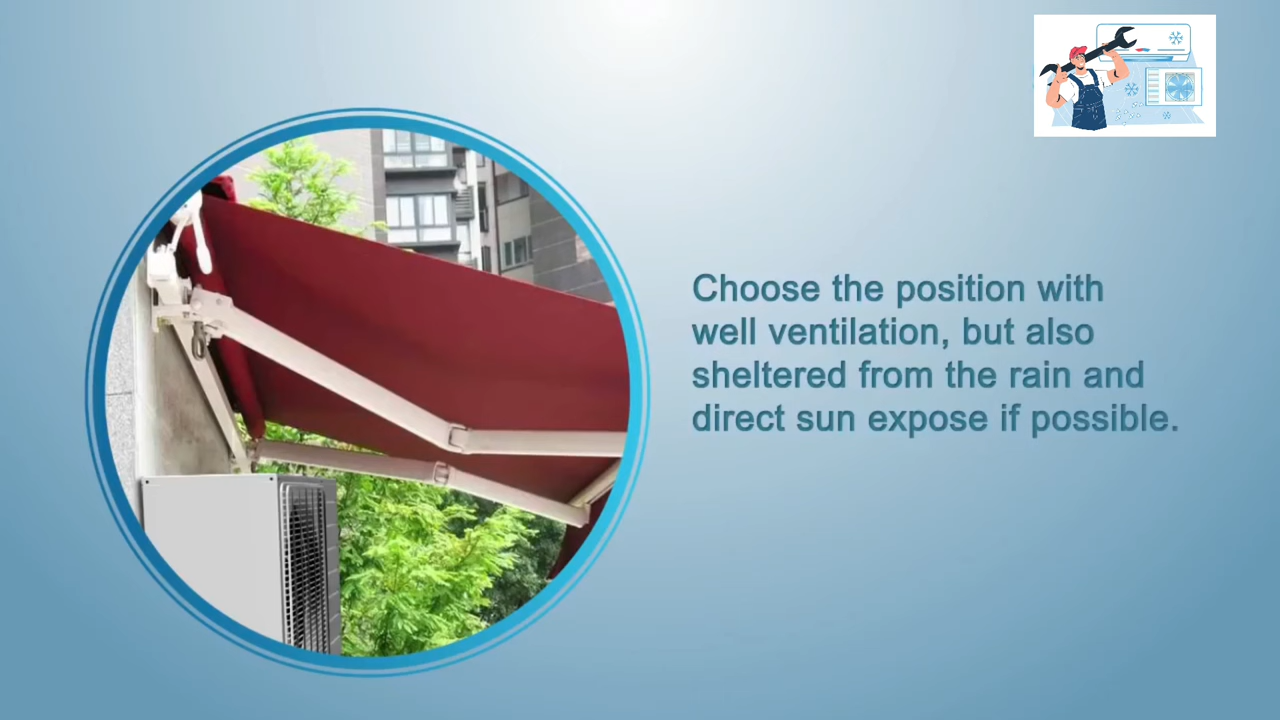 Choose the position with
well ventilation, but also
sheltered from the rain and
direct sun expose if possible.